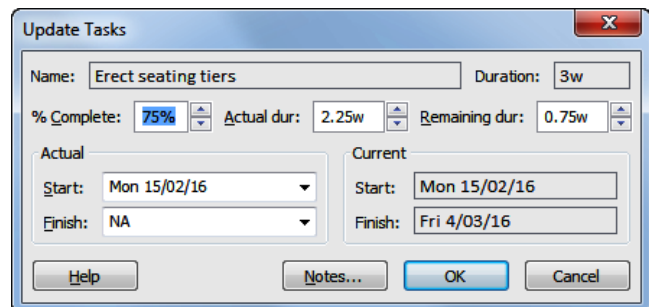 Update Tasks
Name: Erect seating tiers Duration: 3w
% Complete: 75% Actual dur: 2.25w Remaining dur: 0.75w
Actual Current
Start: Mon 15/02/16 Start: Mon 15/02/16
Finish: NA Finish: Fri 4/03/16
Help Notes... OK Cancel